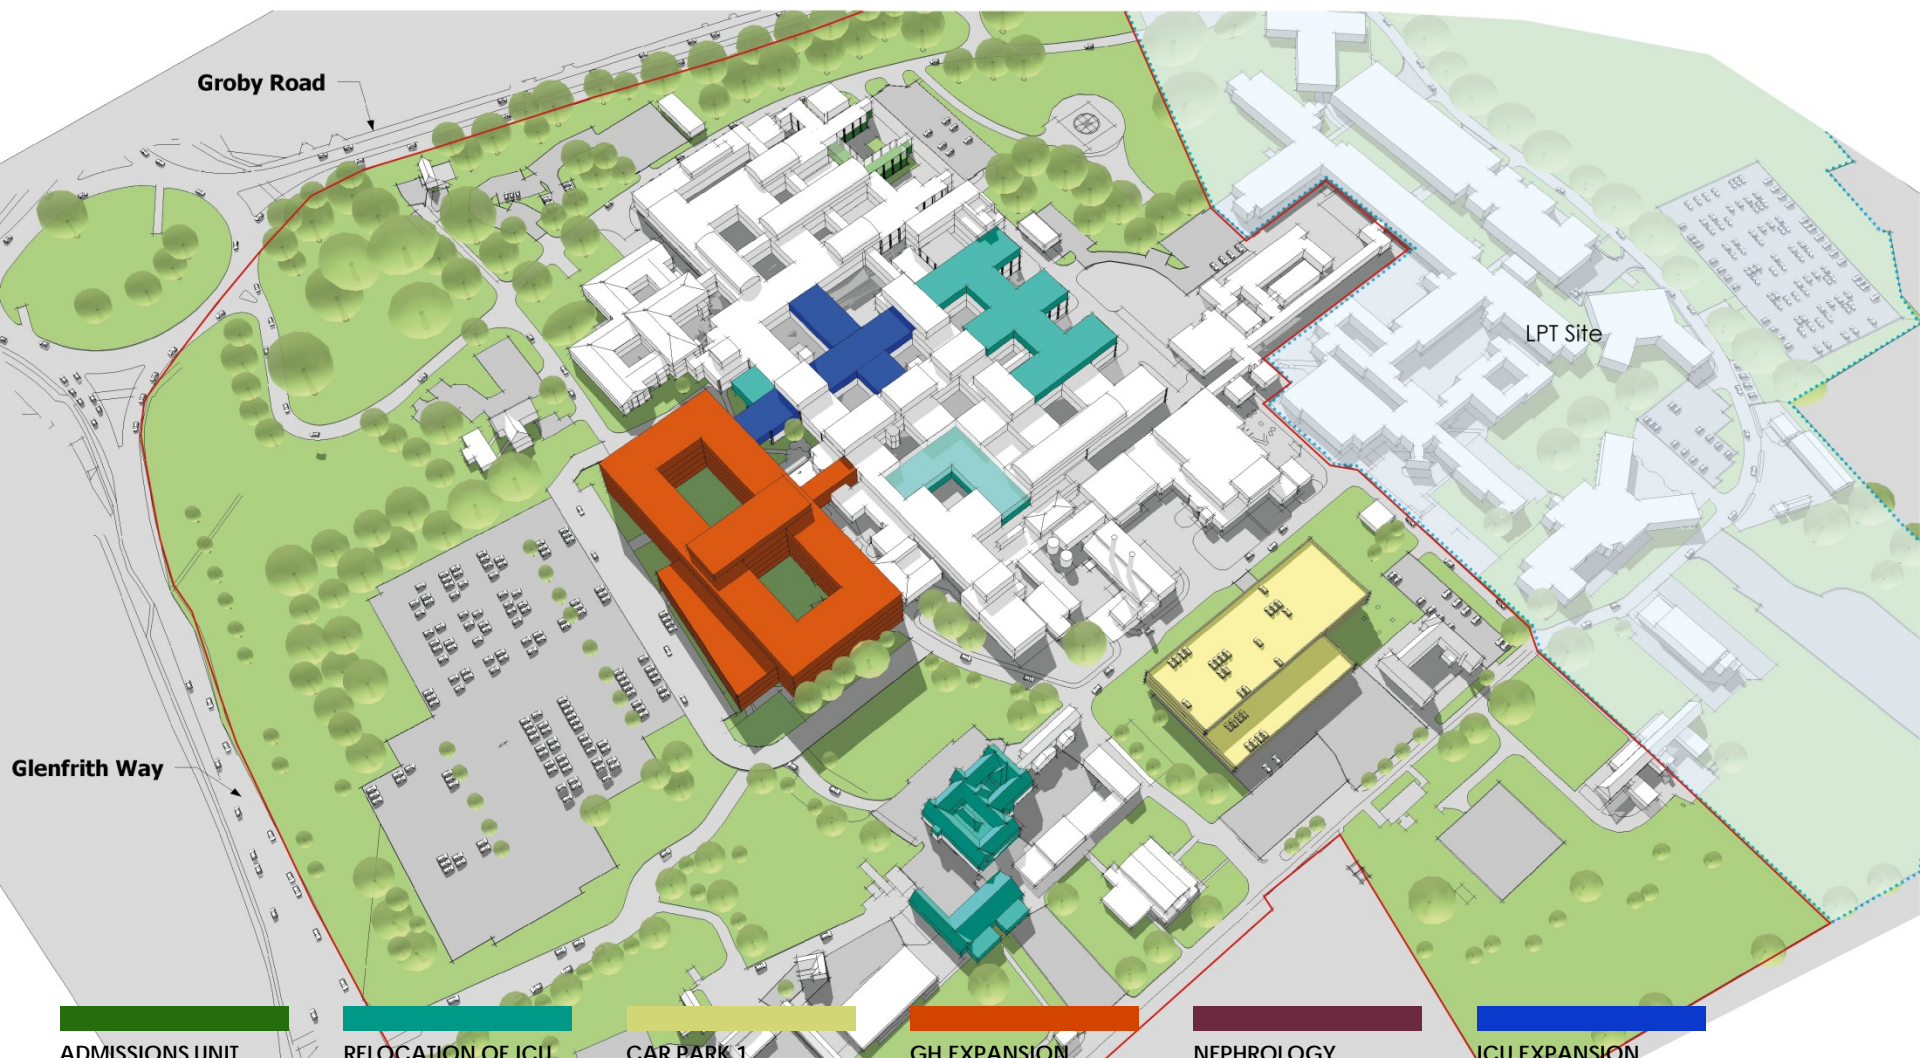 Groby Road
LPT Site
Glenfrith Way
ADMISSIONS UNIT
RELOCATION OF ICU
CAR PARK 1
GH EXPANSION
NEPHROLOGY
ICU EXPANSION